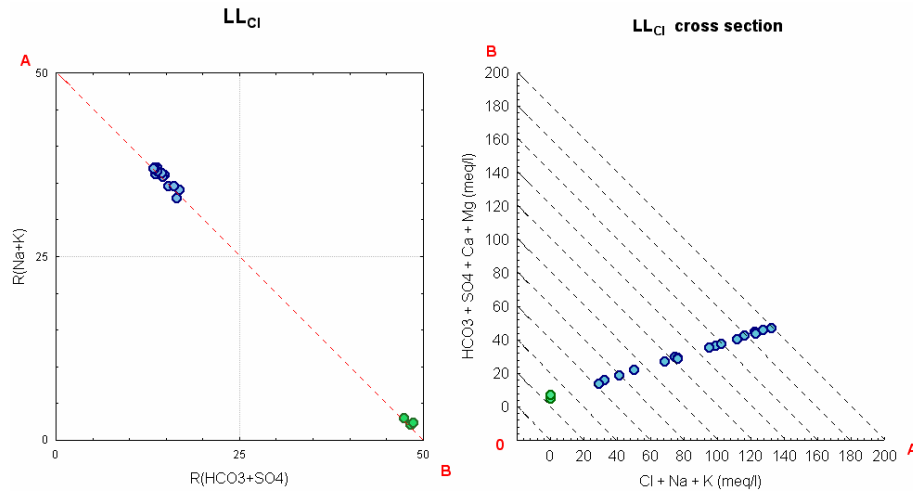 LL_Cl
A
50
25
0
R(Na+K)
0
25
50
R(HCO3+SO4)
B
LL_Cl cross section
B
200
180
160
140
120
100
80
60
40
20
0
0
HCO3 + SO4 + Ca + Mg (meq/l)
0
20
40
60
80
100
120
140
160
180
200
A
Cl + Na + K (meq/l)